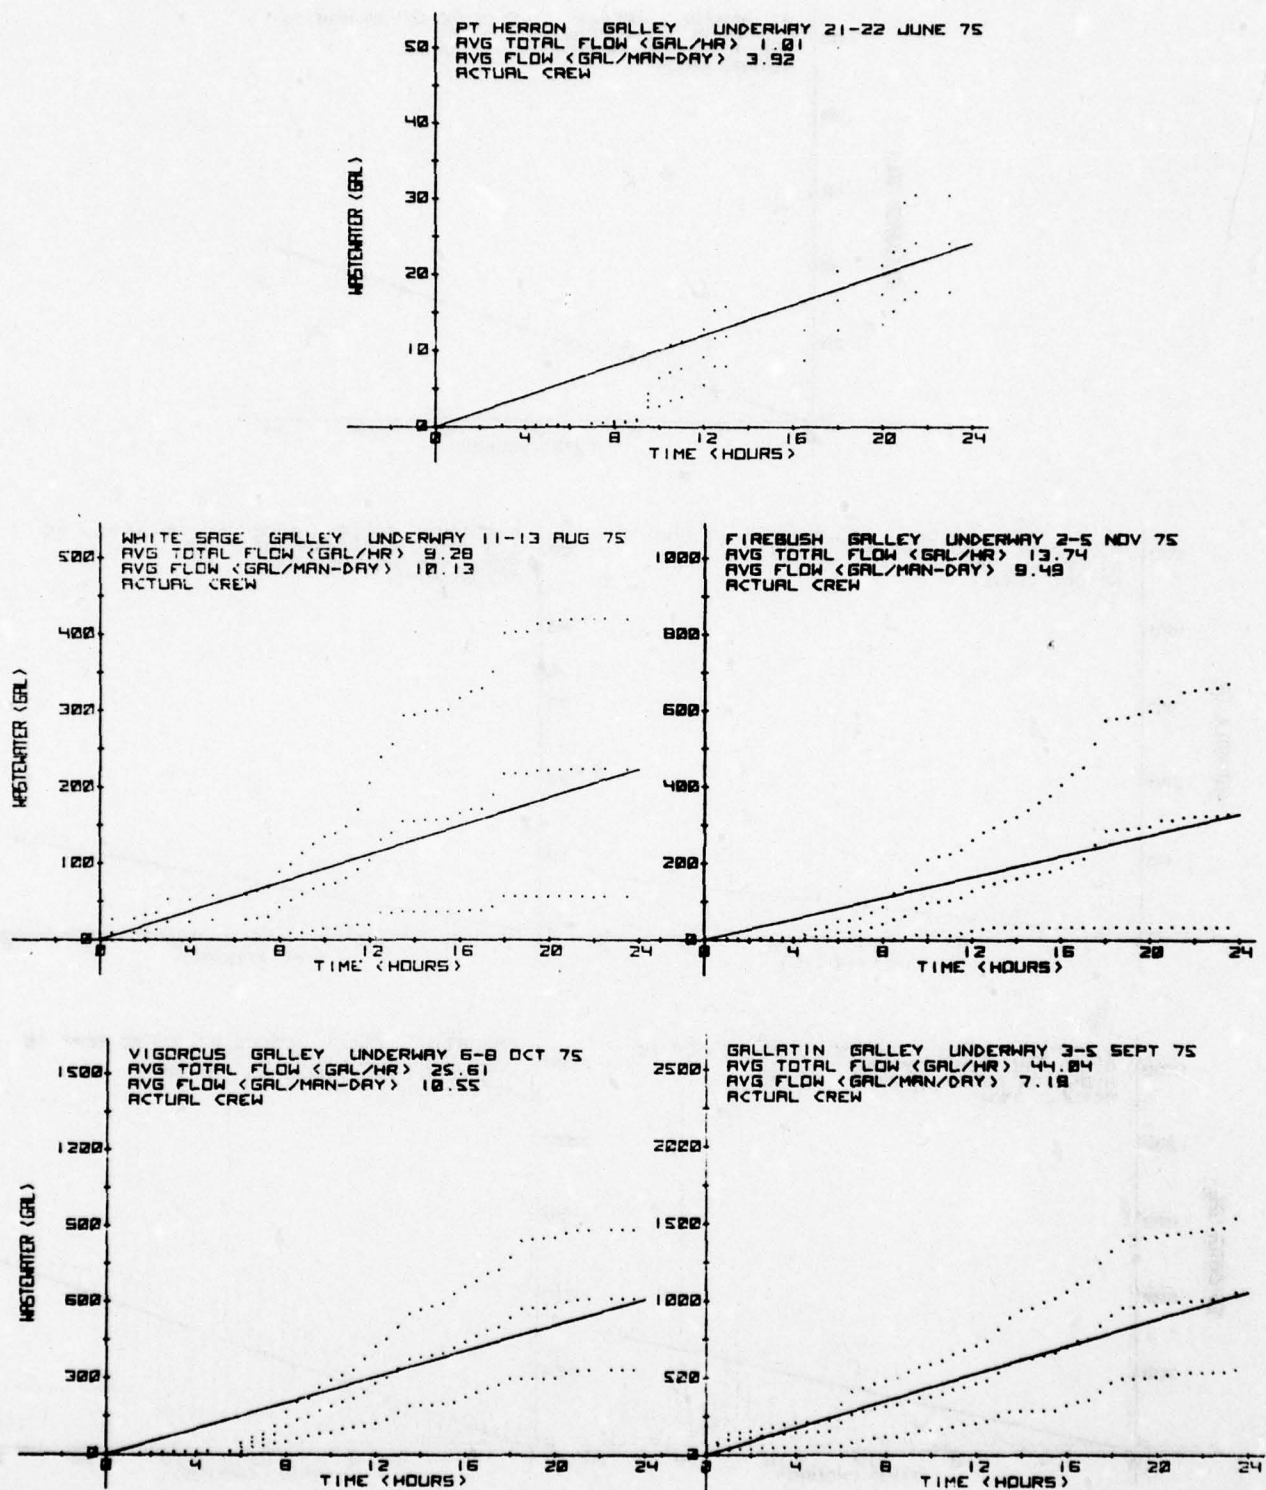 PT HERRON GALLEY UNDERWAY 21-22 JUNE 75
AVG TOTAL FLOW <GAL/HR> 1.01
AVG FLOW <GAL/MAN-DAY> 3.92
ACTUAL CREW
50
40
30
20
10
0
WASTEWATER <GAL>
0 4 8 12 16 20 24
TIME <HOURS>
WHITE SAGE GALLEY UNDERWAY 11-13 AUG 75
AVG TOTAL FLOW <GAL/HR> 9.28
AVG FLOW <GAL/MAN-DAY> 10.13
ACTUAL CREW
500
400
300
200
100
0
WASTEWATER <GAL>
0 4 8 12 16 20 24
TIME <HOURS>
FIREBUSH GALLEY UNDERWAY 2-5 NOV 75
AVG TOTAL FLOW <GAL/HR> 13.74
AVG FLOW <GAL/MAN-DAY> 9.49
ACTUAL CREW
1000
800
600
400
200
0
0 4 8 12 16 20 24
TIME <HOURS>
VIGOROUS GALLEY UNDERWAY 6-8 OCT 75
AVG TOTAL FLOW <GAL/HR> 25.61
AVG FLOW <GAL/MAN-DAY> 10.55
ACTUAL CREW
1500
1200
900
600
300
0
WASTEWATER <GAL>
0 4 8 12 16 20 24
TIME <HOURS>
GALLATIN GALLEY UNDERWAY 3-5 SEPT 75
AVG TOTAL FLOW <GAL/HR> 44.04
AVG FLOW <GAL/MAN/DAY> 7.18
ACTUAL CREW
2500
2000
1500
1000
500
0
0 4 8 12 16 20 24
TIME <HOURS>